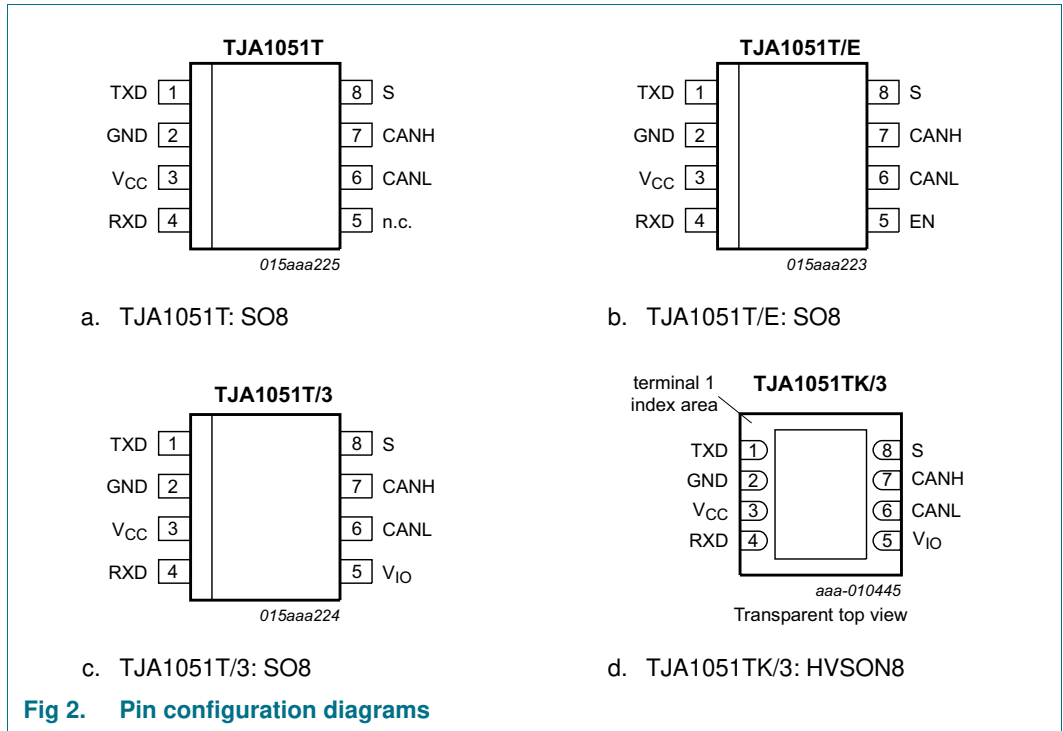 TJA1051T
TXD 1
GND 2
VCC 3
RXD 4
8 S
7 CANH
6 CANL
5 n.c.
015aaa225
a. TJA1051T: SO8
TJA1051T/E
TXD 1
GND 2
VCC 3
RXD 4
8 S
7 CANH
6 CANL
5 EN
015aaa223
b. TJA1051T/E: SO8
TJA1051T/3
TXD 1
GND 2
VCC 3
RXD 4
8 S
7 CANH
6 CANL
5 VIO
015aaa224
c. TJA1051T/3: SO8
terminal 1
index area
TJA1051TK/3
TXD 1
GND 2
VCC 3
RXD 4
8 S
7 CANH
6 CANL
5 VIO
aaa-010445
Transparent top view
d. TJA1051TK/3: HVSON8
Fig 2. Pin configuration diagrams